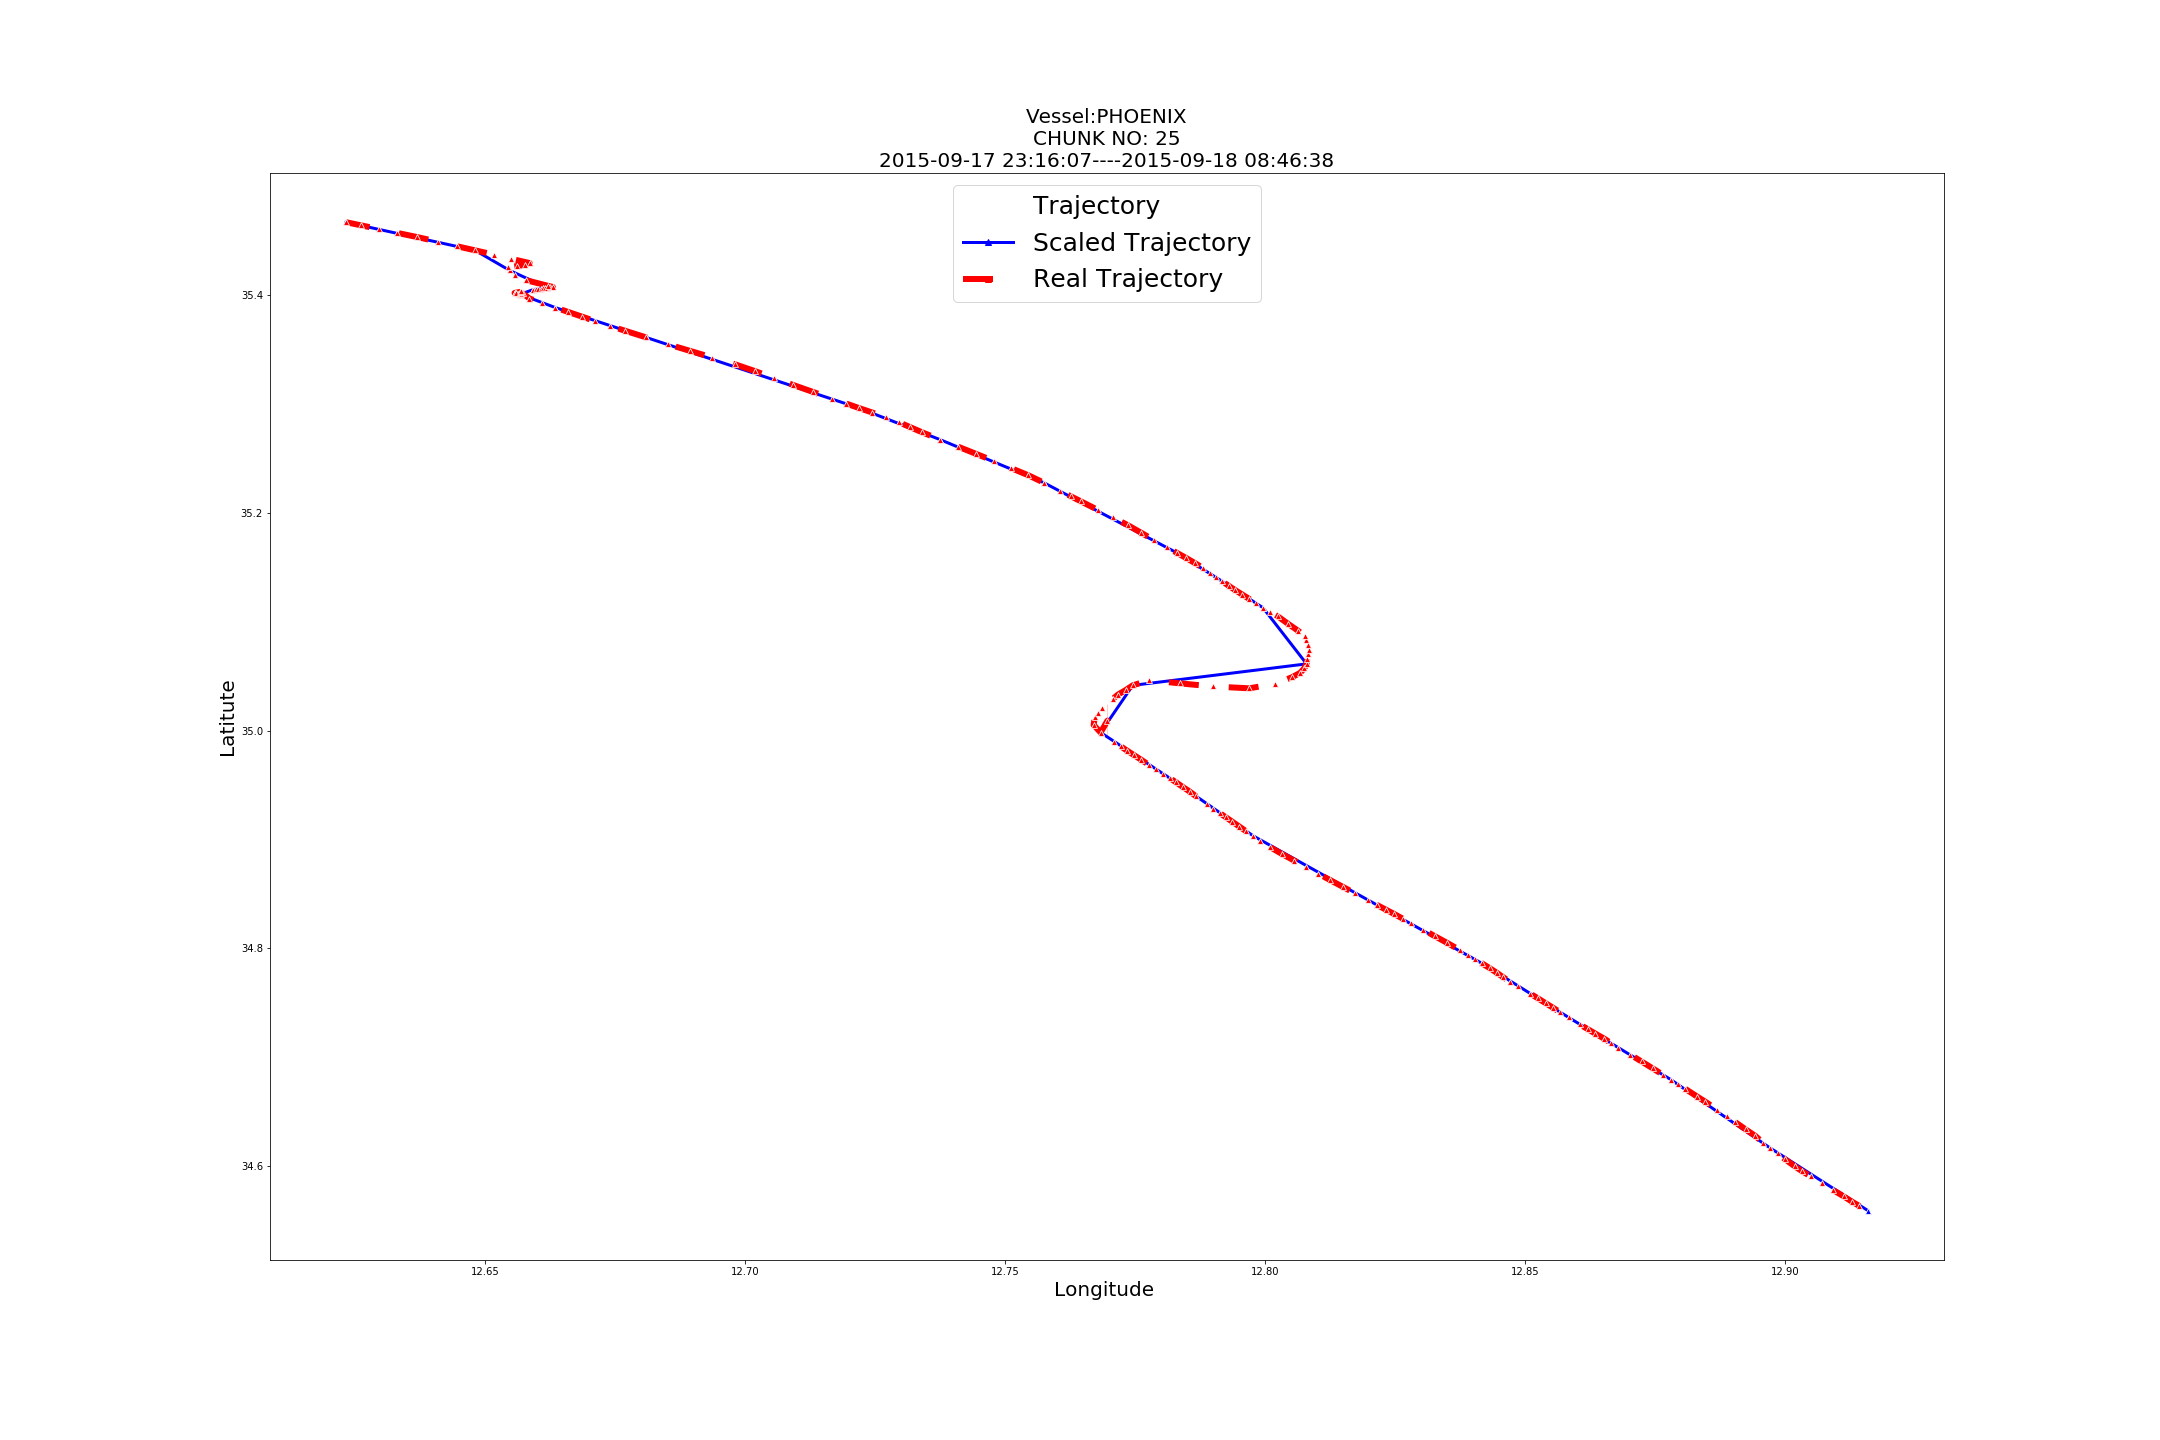 Vessel:PHOENIX
CHUNK NO: 25
2015-09-17 23:16:07----2015-09-18 08:46:38
Trajectory
Scaled Trajectory
Real Trajectory
35.4
35.2
35.0
34.8
34.6
Latitute
12.65 12.70 12.75 12.80 12.85 12.90
Longitude